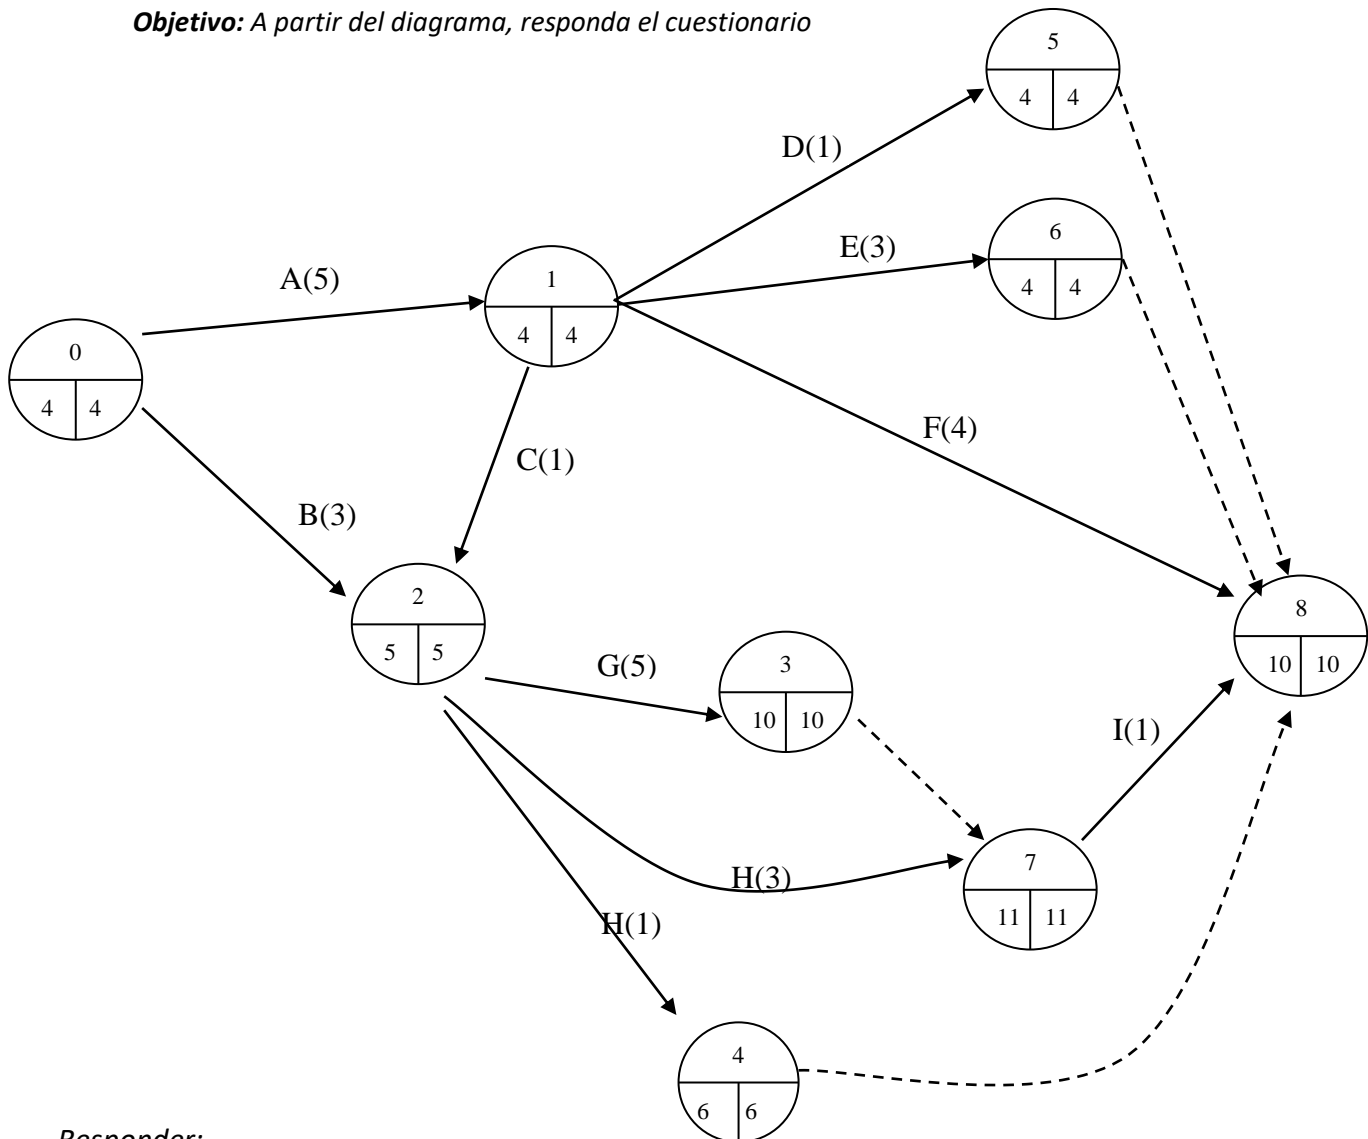 Objetivo: A partir del diagrama, responda el cuestionario
5
4 4
D(1)
6
4 4
E(3)
A(5)
1
4 4
0
4 4
F(4)
C(1)
B(3)
2
5 5
8
10 10
G(5)
3
10 10
I(1)
H(3)
7
11 11
H(1)
4
6 6
Responder: